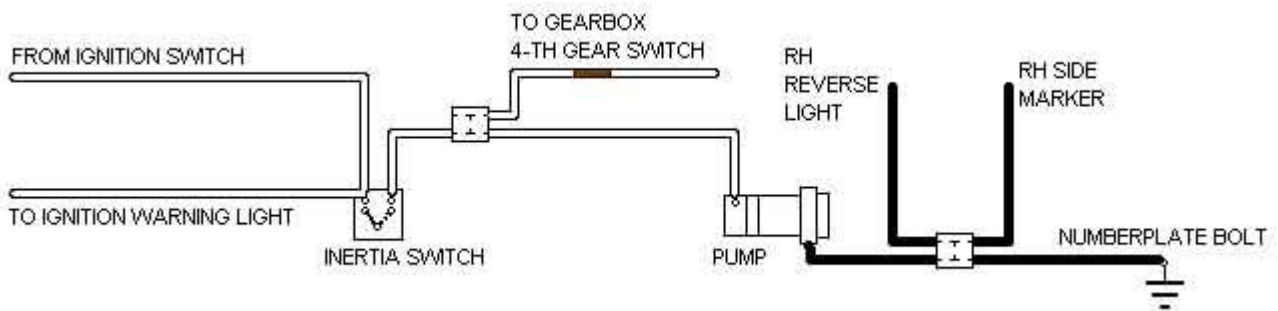 TO GEARBOX
4-TH GEAR SWITCH
FROM IGNITION SWITCH
RH
REVERSE
LIGHT
RH SIDE
MARKER
TO IGNITION WARNING LIGHT
INERTIA SWITCH
PUMP
NUMBERPLATE BOLT